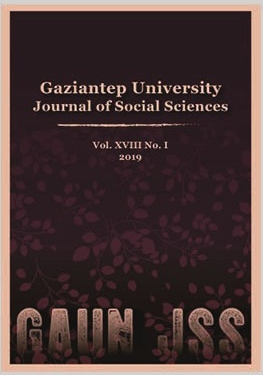 Gaziantep University
Journal of Social Sciences
Vol. XVIII No. I
2019
GAUN JSS